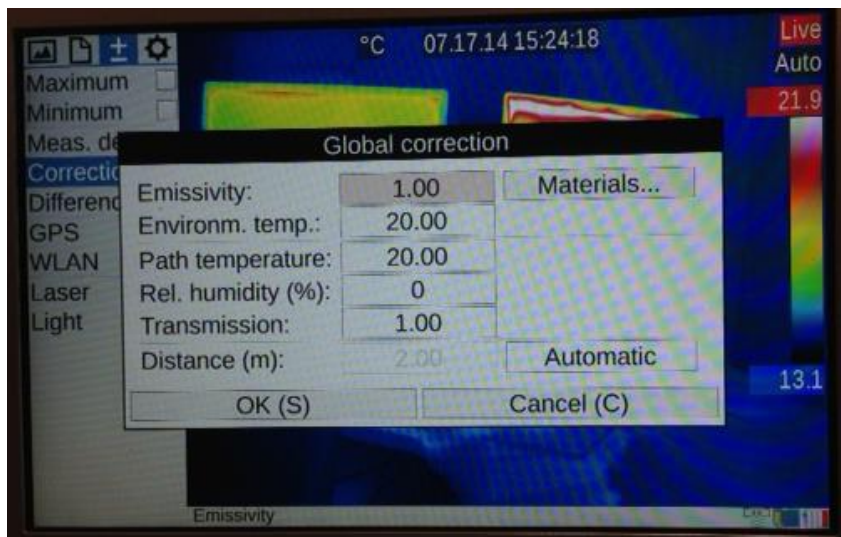 °C 07.17.14 15:24:18
Live
Auto
21.9
Maximum
Minimum
Meas. de
Correctio
Differenc
GPS
WLAN
Laser
Light
Global correction
Emissivity: 1.00 Materials...
Environm. temp.: 20.00
Path temperature: 20.00
Rel. humidity (%): 0
Transmission: 1.00
Distance (m): 2.00 Automatic
OK (S) Cancel (C)
13.1
Emissivity